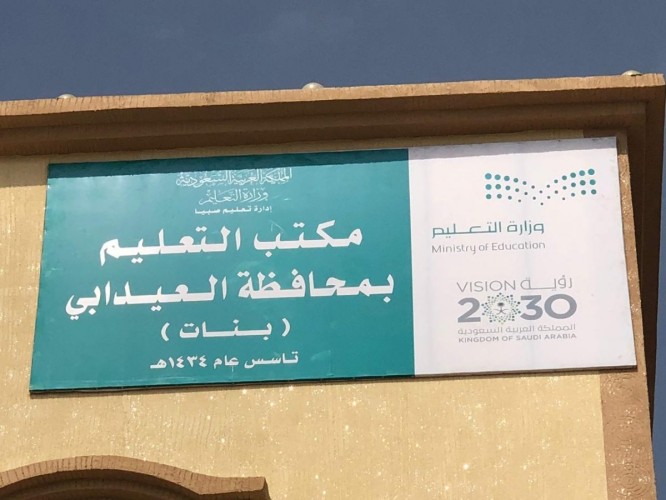 المملكة العربية السعودية
وزارة التعليم
إدارة تعليم صبيا
مكتب التعليم
بمحافظة العيدابي
( بنات )
تاسس عام ١٤٣٤هـ
وزارة التعليم
Ministry of Education
VISION رؤية
2030
المملكة العربية السعودية
KINGDOM OF SAUDI ARABIA